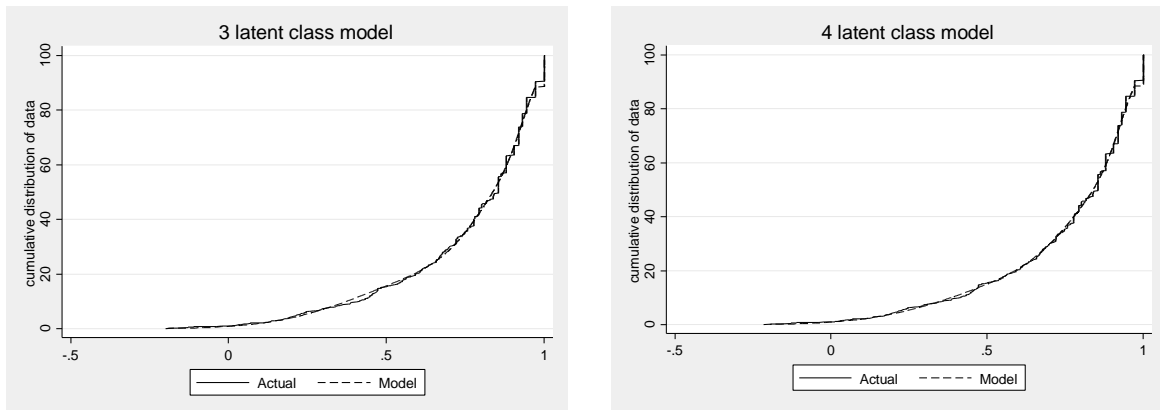 3 latent class model
cumulative distribution of data
100
80
60
40
20
0
-.5 0 .5 1
Actual Model
4 latent class model
cumulative distribution of data
100
80
60
40
20
0
-.5 0 .5 1
Actual Model